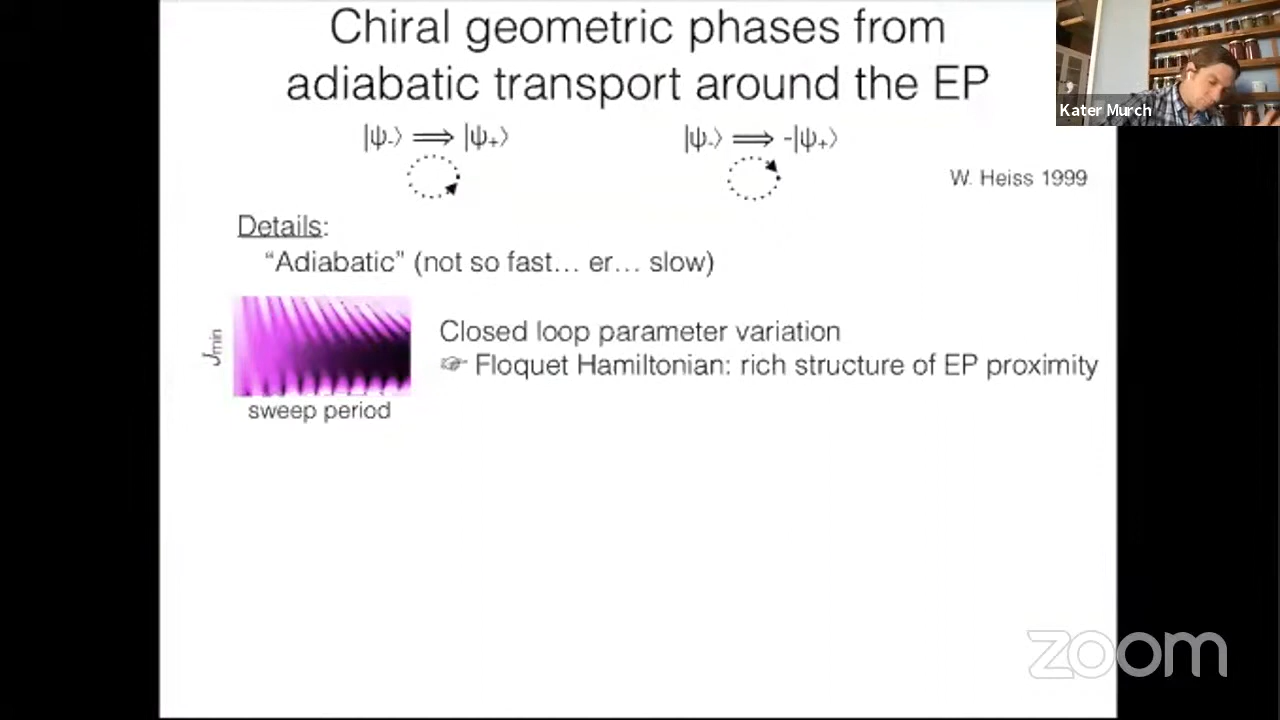 Chiral geometric phases from
adiabatic transport around the EP
Kater Murch
|ψ-⟩ ⟹ |ψ+⟩
|ψ-⟩ ⟹ -|ψ+⟩
W. Heiss 1999
Details:
“Adiabatic” (not so fast... er... slow)
Jmin
sweep period
Closed loop parameter variation
☞ Floquet Hamiltonian: rich structure of EP proximity
zoom